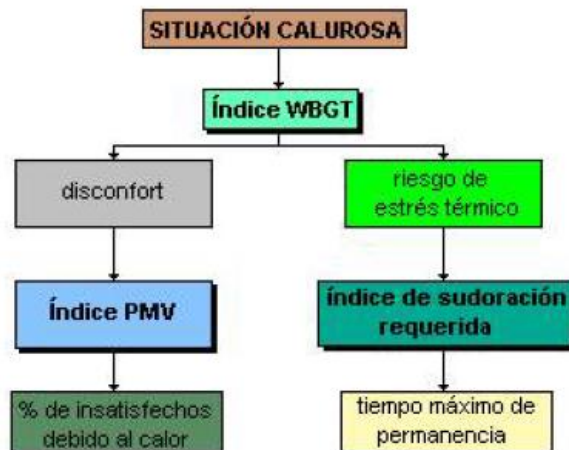 SITUACIÓN CALUROSA
Índice WBGT
disconfort
riesgo de
estrés térmico
Índice PMV
índice de sudoración
requerida
% de insatisfechos
debido al calor
tiempo máximo de
permanencia